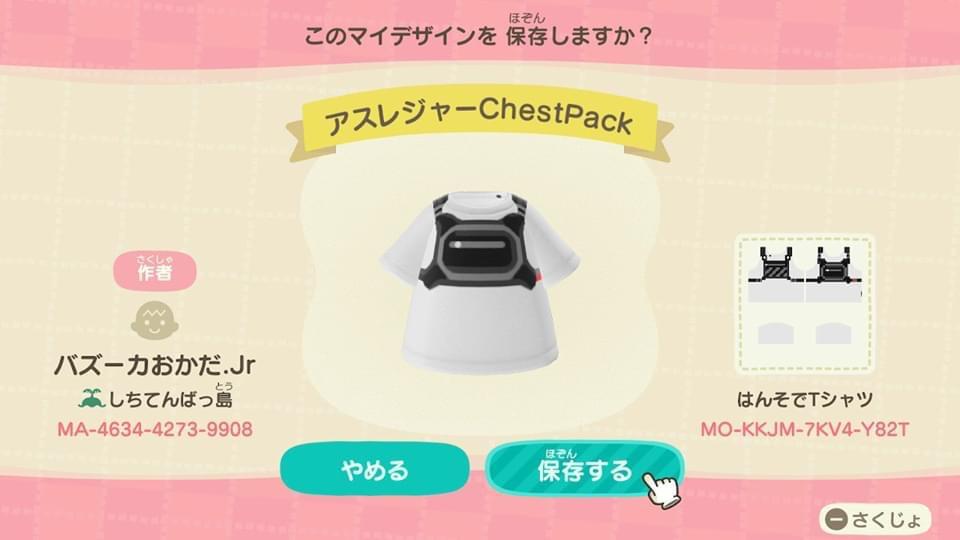 ほぞん
このマイデザインを 保存しますか？
アスレジャーChestPack
さくしゃ
作者
バズーカおかだ.Jr
とう
しちてんばっ島
MA-4634-4273-9908
はんそでTシャツ
MO-KKJM-7KV4-Y82T
やめる
ほぞん
保存する
さくじょ